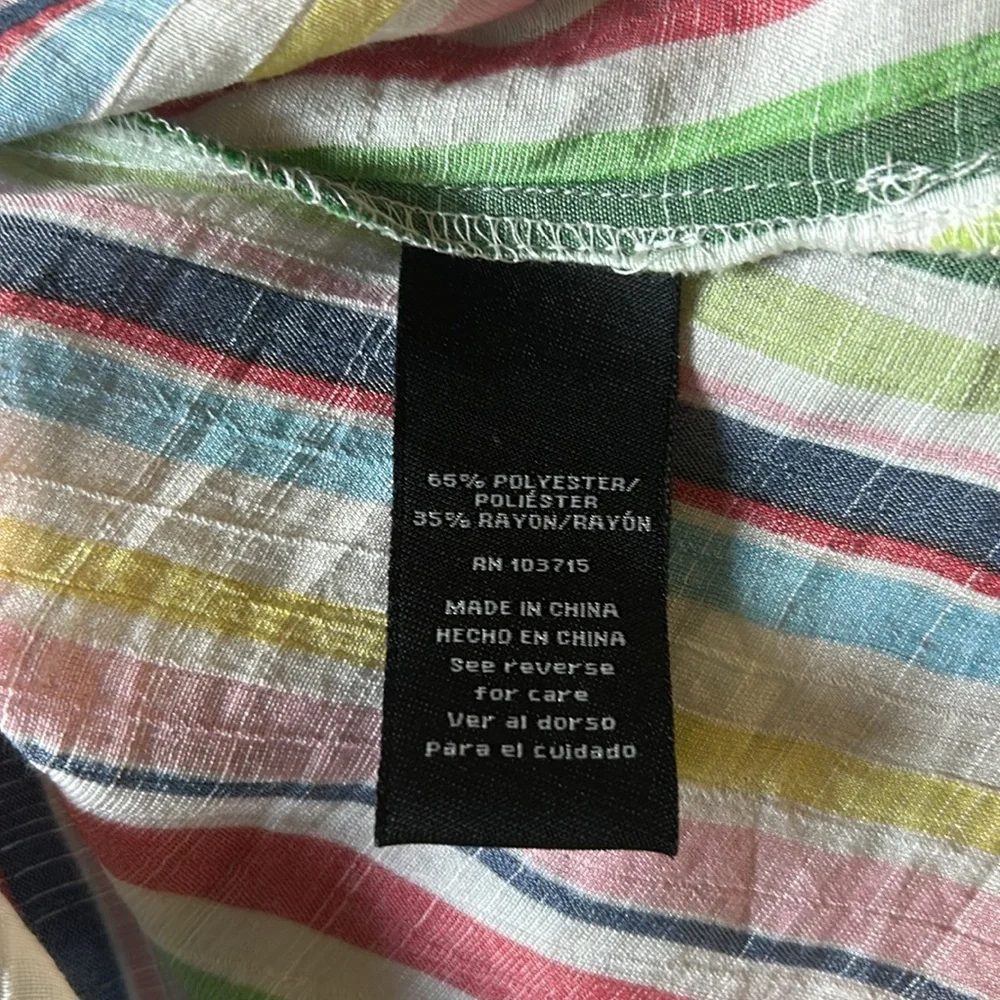 65% POLYESTER/
POLIÉSTER
35% RAYON/RAYÓN
RN 103715
MADE IN CHINA
HECHO EN CHINA
See reverse
for care
Ver al dorso
para el cuidado